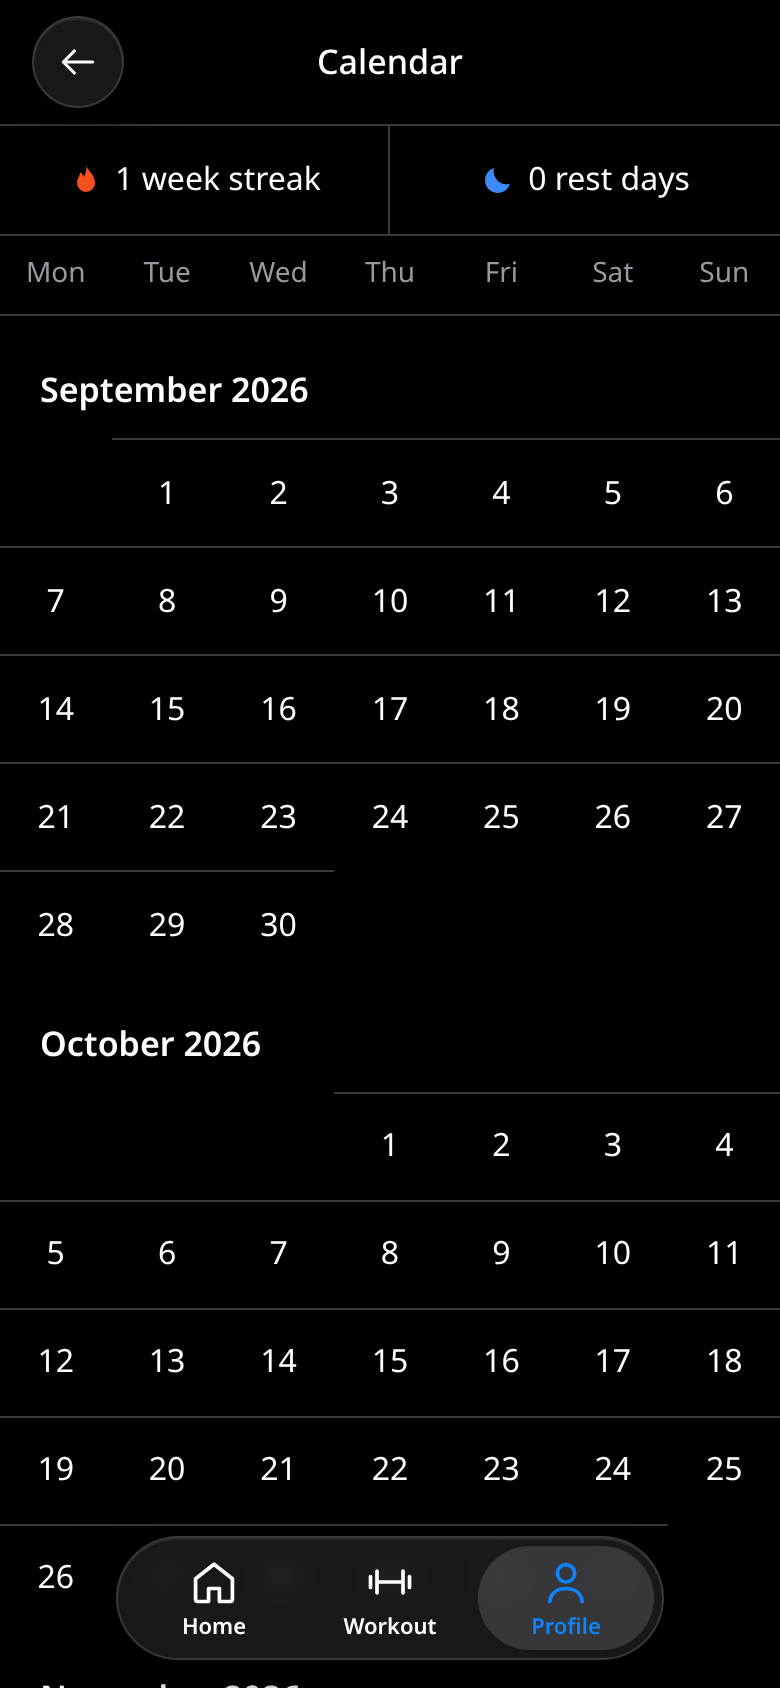 Calendar
1 week streak 0 rest days
Mon Tue Wed Thu Fri Sat Sun
September 2026
1 2 3 4 5 6
7 8 9 10 11 12 13
14 15 16 17 18 19 20
21 22 23 24 25 26 27
28 29 30
October 2026
1 2 3 4
5 6 7 8 9 10 11
12 13 14 15 16 17 18
19 20 21 22 23 24 25
26
Home Workout Profile